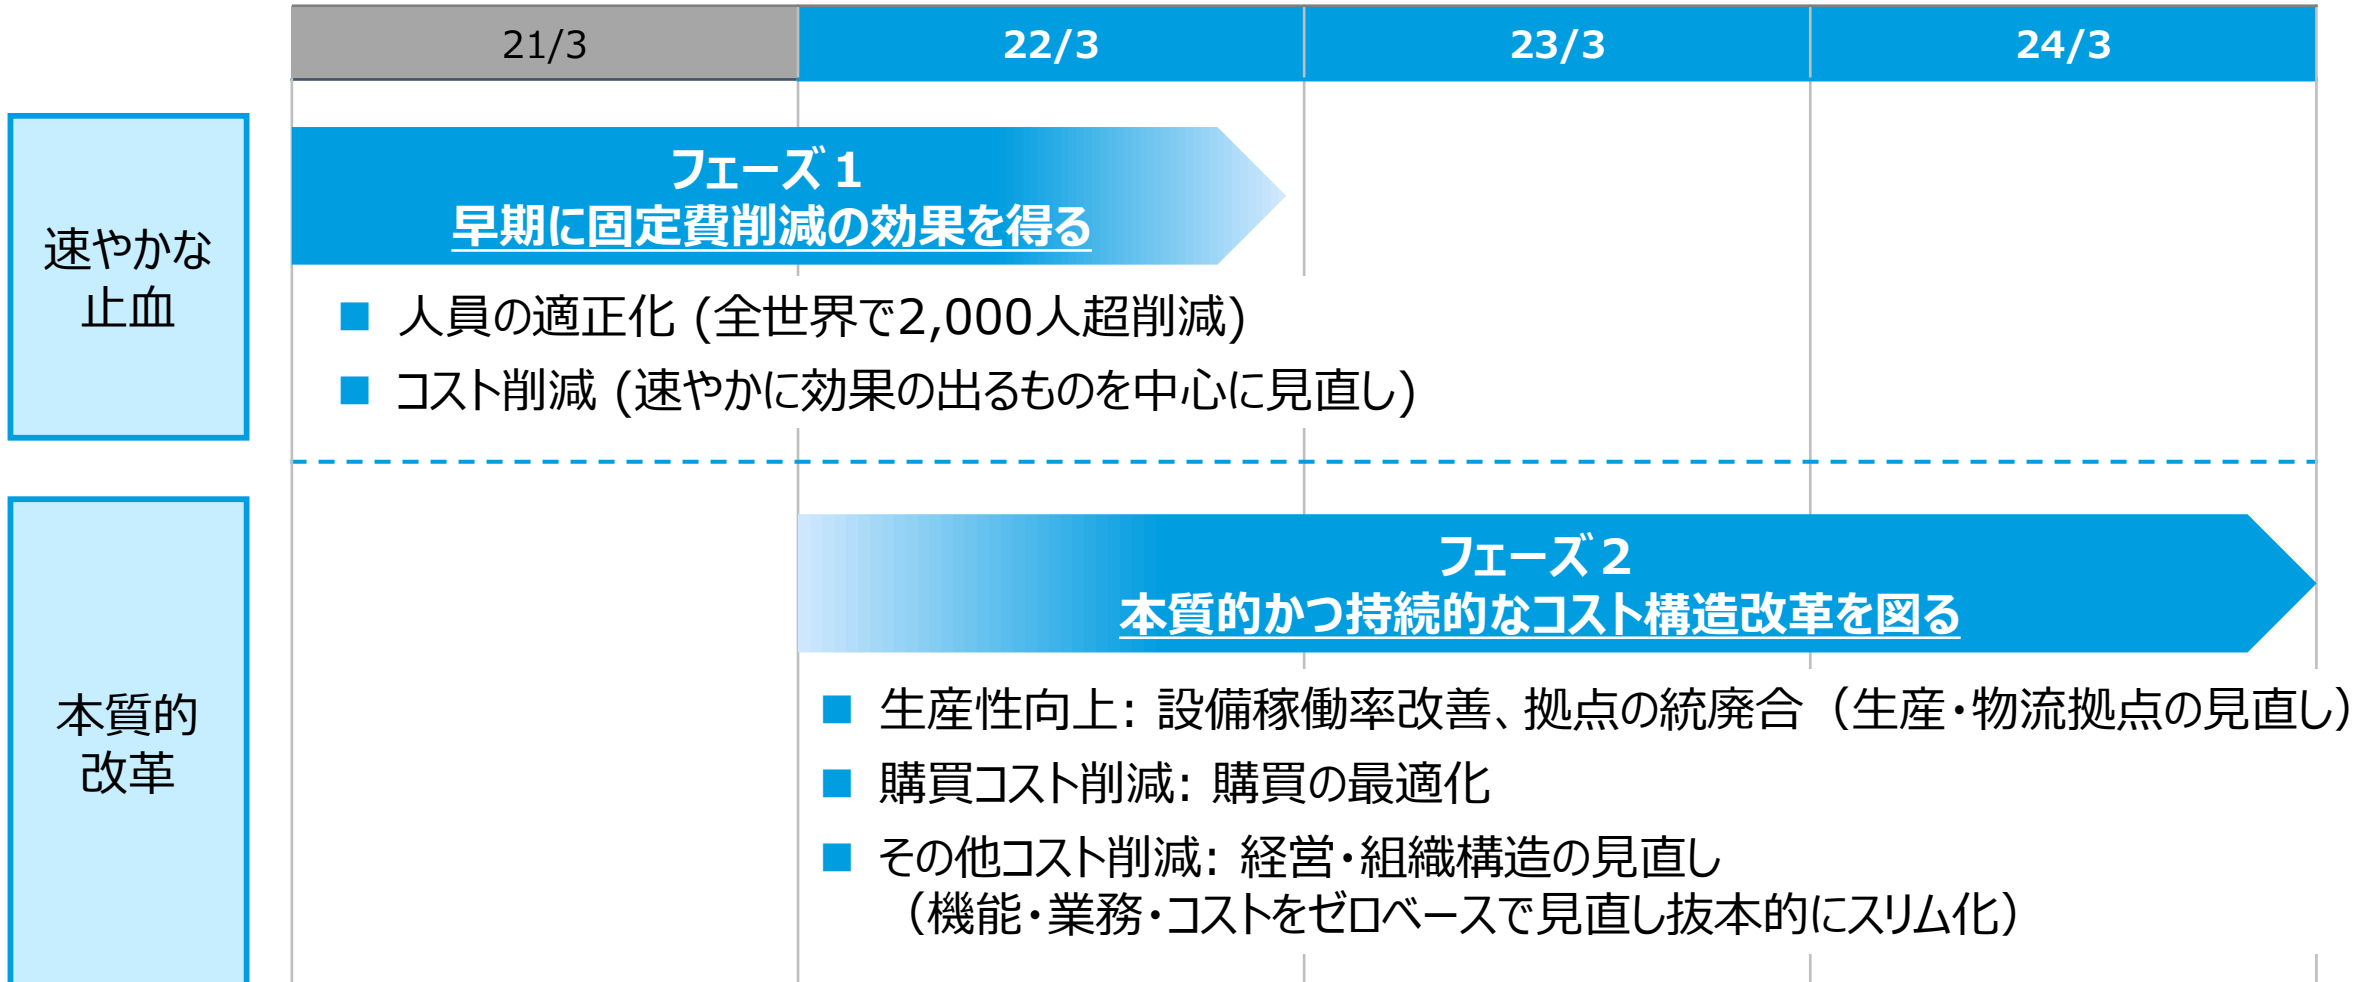 21/3 22/3 23/3 24/3
速やかな
止血
フェーズ1
早期に固定費削減の効果を得る
■ 人員の適正化 (全世界で2,000人超削減)
■ コスト削減 (速やかに効果の出るものを中心に見直し)
本質的
改革
フェーズ2
本質的かつ持続的なコスト構造改革を図る
■ 生産性向上: 設備稼働率改善、拠点の統廃合（生産・物流拠点の見直し）
■ 購買コスト削減: 購買の最適化
■ その他コスト削減: 経営・組織構造の見直し
（機能・業務・コストをゼロベースで見直し抜本的にスリム化）